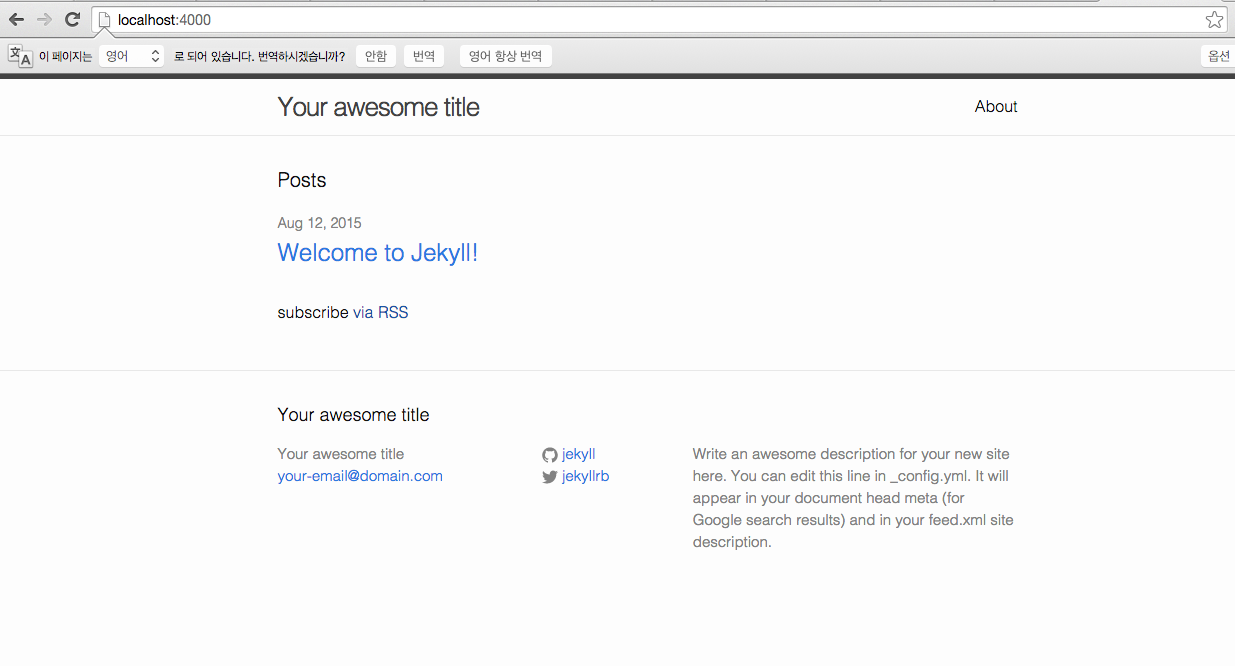 localhost:4000
이 페이지는 영어 로 되어 있습니다. 번역하시겠습니까? 안함 번역 영어 항상 번역 옵션
Your awesome title About
Posts
Aug 12, 2015
Welcome to Jekyll!
subscribe via RSS
Your awesome title
Your awesome title
your-email@domain.com
jekyll
jekyllrb
Write an awesome description for your new site
here. You can edit this line in _config.yml. It will
appear in your document head meta (for
Google search results) and in your feed.xml site
description.